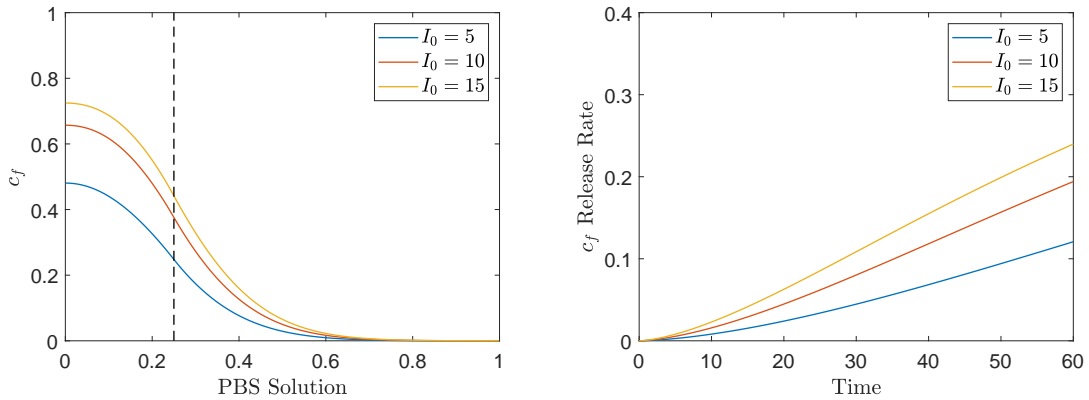 1
0.8
0.6
0.4
0.2
0
c_f
0 0.2 0.4 0.6 0.8 1
PBS Solution
I_0 = 5
I_0 = 10
I_0 = 15
0.4
0.3
0.2
0.1
0
c_f Release Rate
0 10 20 30 40 50 60
Time
I_0 = 5
I_0 = 10
I_0 = 15